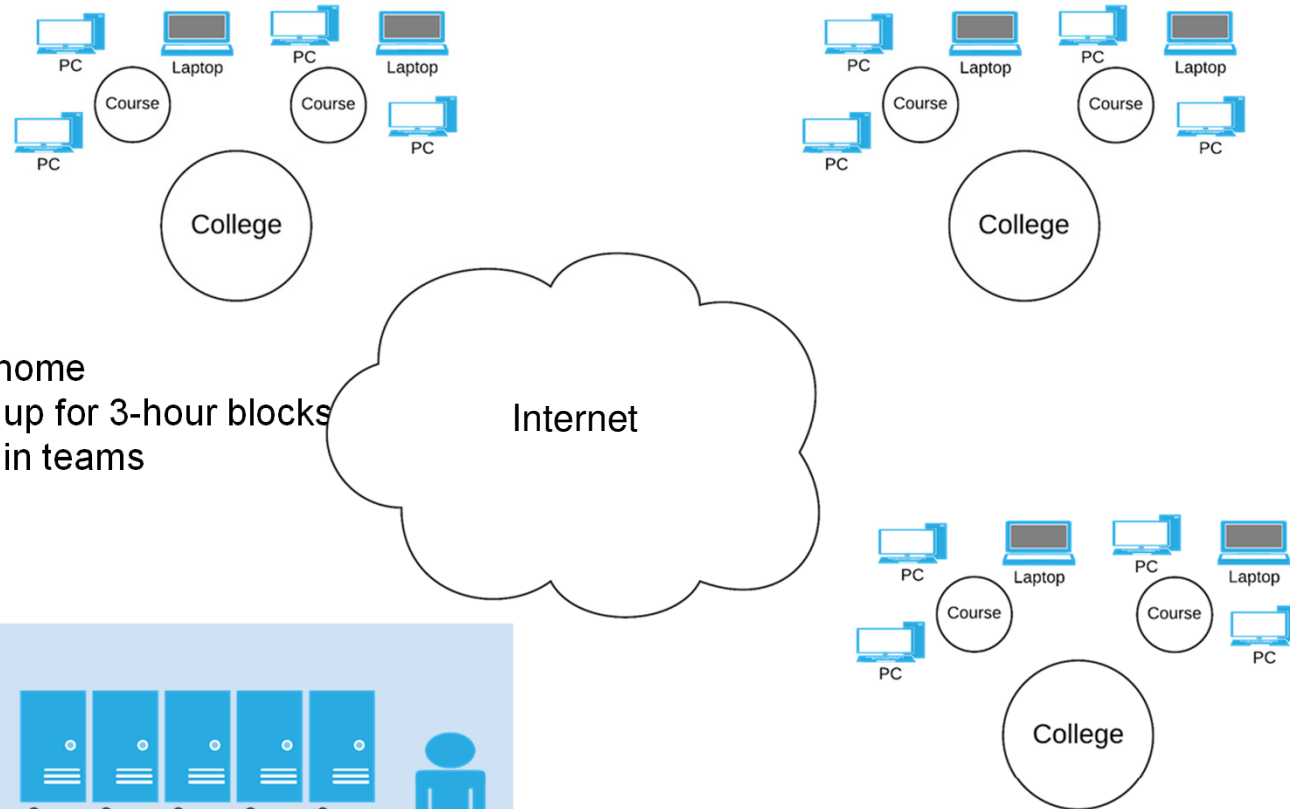 PC
Laptop
PC
Laptop
Course
Course
PC
PC
College
PC
Laptop
PC
Laptop
Course
Course
PC
PC
College
home
up for 3-hour blocks
in teams
Internet
PC
Laptop
PC
Laptop
Course
Course
PC
PC
College